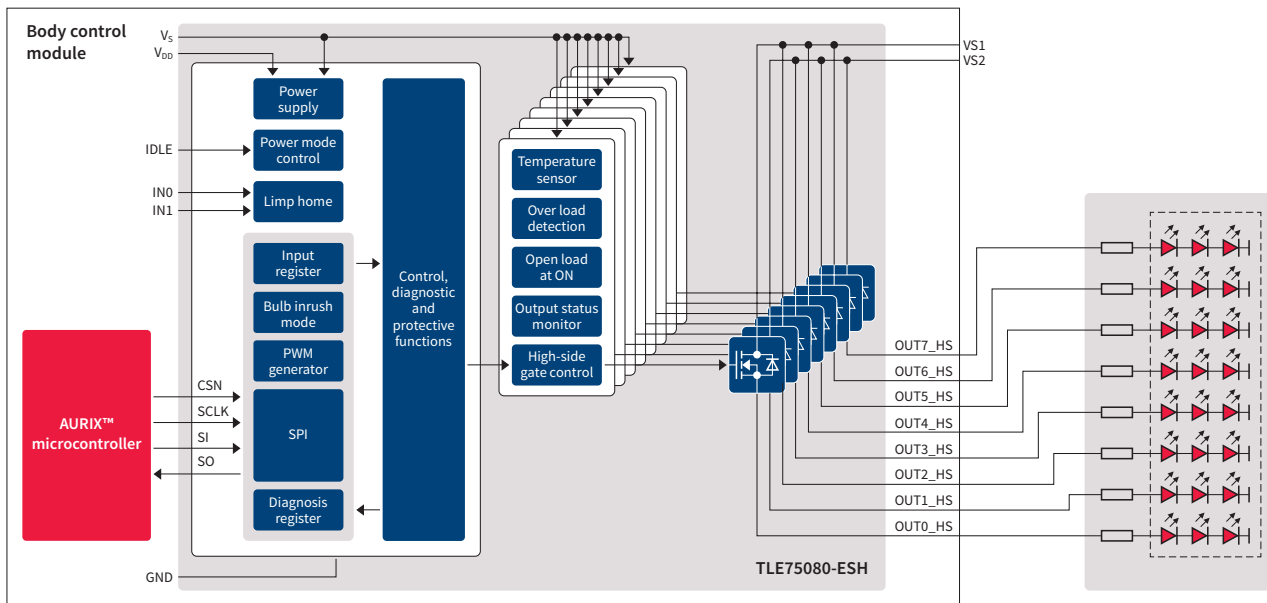 Body control
module
VS
VDD
IDLE
IN0
IN1
GND
Power
supply
Power mode
control
Limp home
Input
register
Bulb inrush
mode
PWM
generator
SPI
Diagnosis
register
Control,
diagnostic
and
protective
functions
AURIX™
microcontroller
CSN
SCLK
SI
SO
Temperature
sensor
Over load
detection
Open load
at ON
Output status
monitor
High-side
gate control
VS1
VS2
OUT7_HS
OUT6_HS
OUT5_HS
OUT4_HS
OUT3_HS
OUT2_HS
OUT1_HS
OUT0_HS
TLE75080-ESH